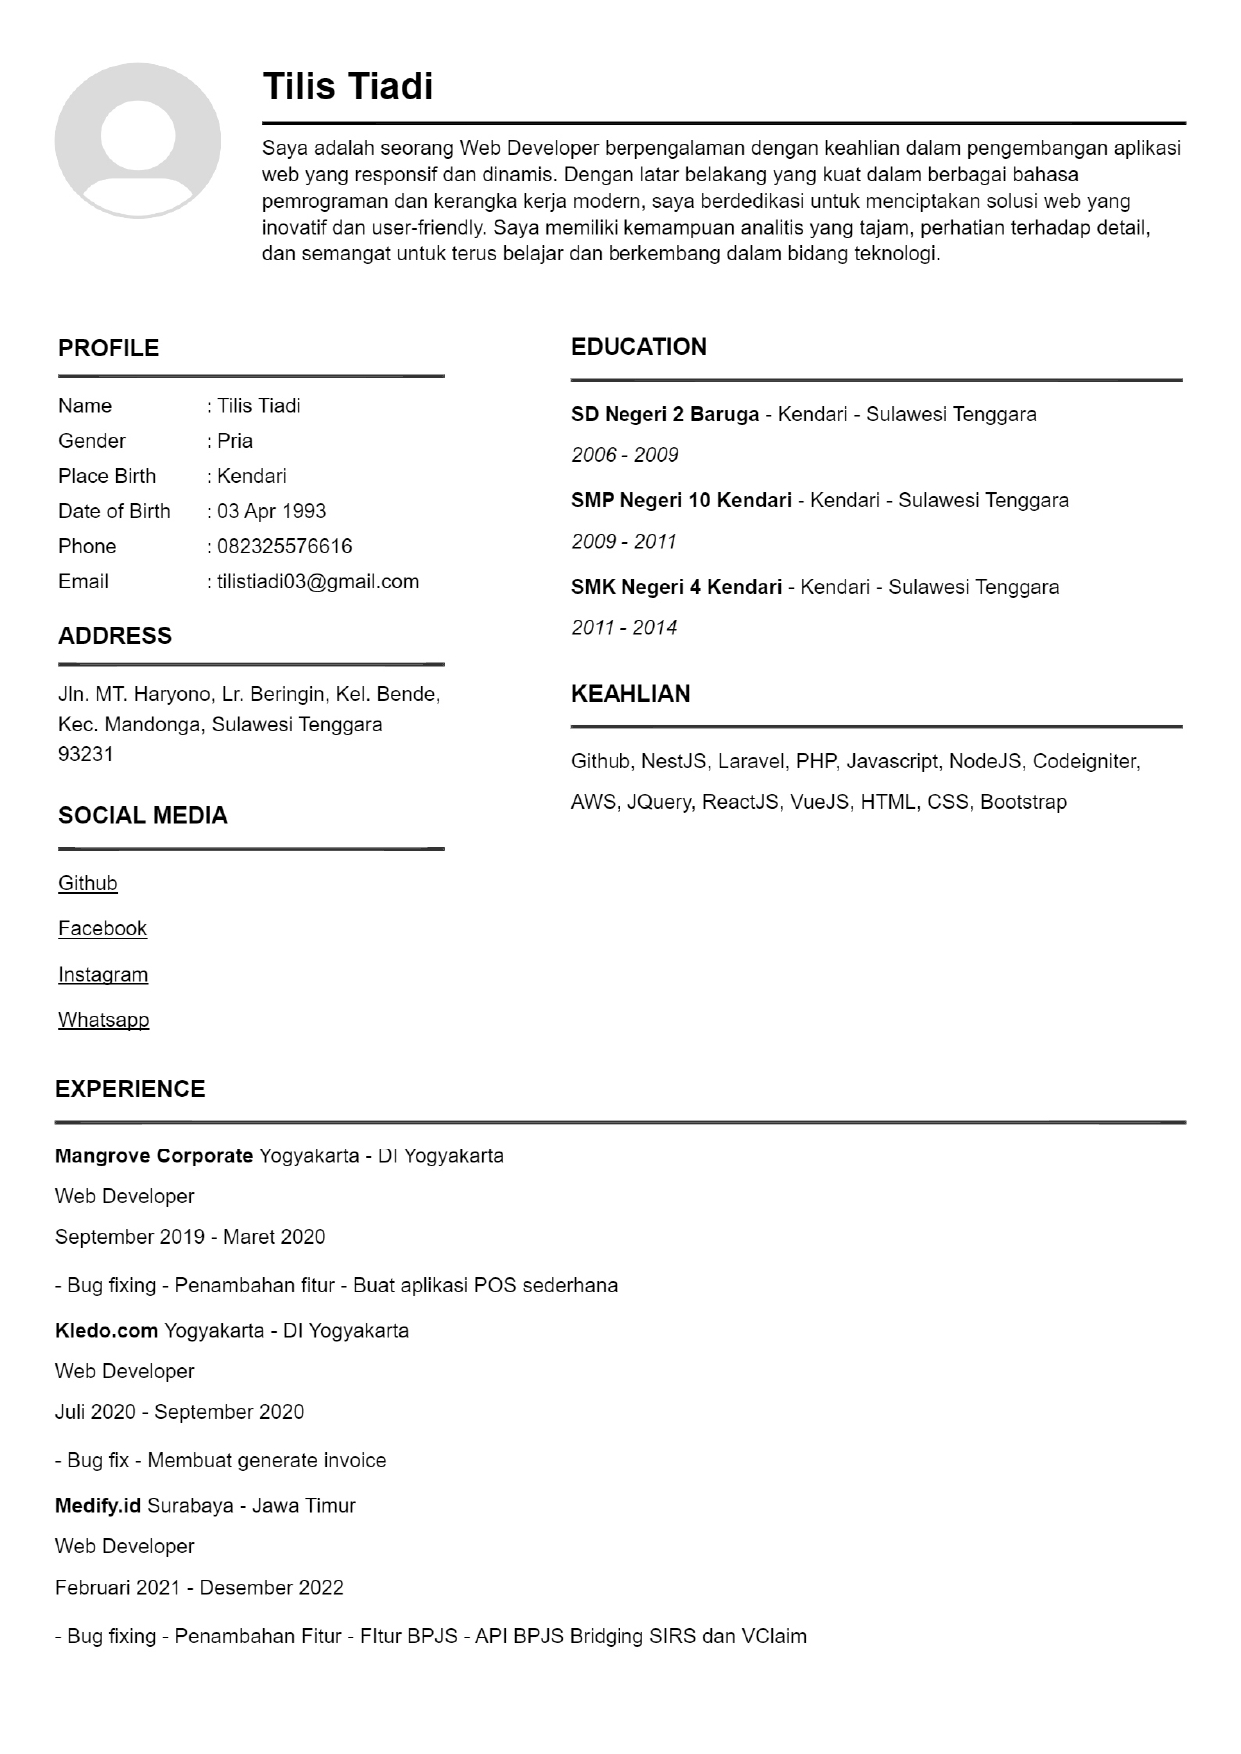 Tilis Tiadi
Saya adalah seorang Web Developer berpengalaman dengan keahlian dalam pengembangan aplikasi
web yang responsif dan dinamis. Dengan latar belakang yang kuat dalam berbagai bahasa
pemrograman dan kerangka kerja modern, saya berdedikasi untuk menciptakan solusi web yang
inovatif dan user-friendly. Saya memiliki kemampuan analitis yang tajam, perhatian terhadap detail,
dan semangat untuk terus belajar dan berkembang dalam bidang teknologi.
PROFILE
Name : Tilis Tiadi
Gender : Pria
Place Birth : Kendari
Date of Birth : 03 Apr 1993
Phone : 082325576616
Email : tilistiadi03@gmail.com
ADDRESS
Jln. MT. Haryono, Lr. Beringin, Kel. Bende,
Kec. Mandonga, Sulawesi Tenggara
93231
SOCIAL MEDIA
Github
Facebook
Instagram
Whatsapp
EDUCATION
SD Negeri 2 Baruga - Kendari - Sulawesi Tenggara
2006 - 2009
SMP Negeri 10 Kendari - Kendari - Sulawesi Tenggara
2009 - 2011
SMK Negeri 4 Kendari - Kendari - Sulawesi Tenggara
2011 - 2014
KEAHLIAN
Github, NestJS, Laravel, PHP, Javascript, NodeJS, Codeigniter,
AWS, JQuery, ReactJS, VueJS, HTML, CSS, Bootstrap
EXPERIENCE
Mangrove Corporate Yogyakarta - DI Yogyakarta
Web Developer
September 2019 - Maret 2020
- Bug fixing - Penambahan fitur - Buat aplikasi POS sederhana
Kledo.com Yogyakarta - DI Yogyakarta
Web Developer
Juli 2020 - September 2020
- Bug fix - Membuat generate invoice
Medify.id Surabaya - Jawa Timur
Web Developer
Februari 2021 - Desember 2022
- Bug fixing - Penambahan Fitur - FItur BPJS - API BPJS Bridging SIRS dan VClaim